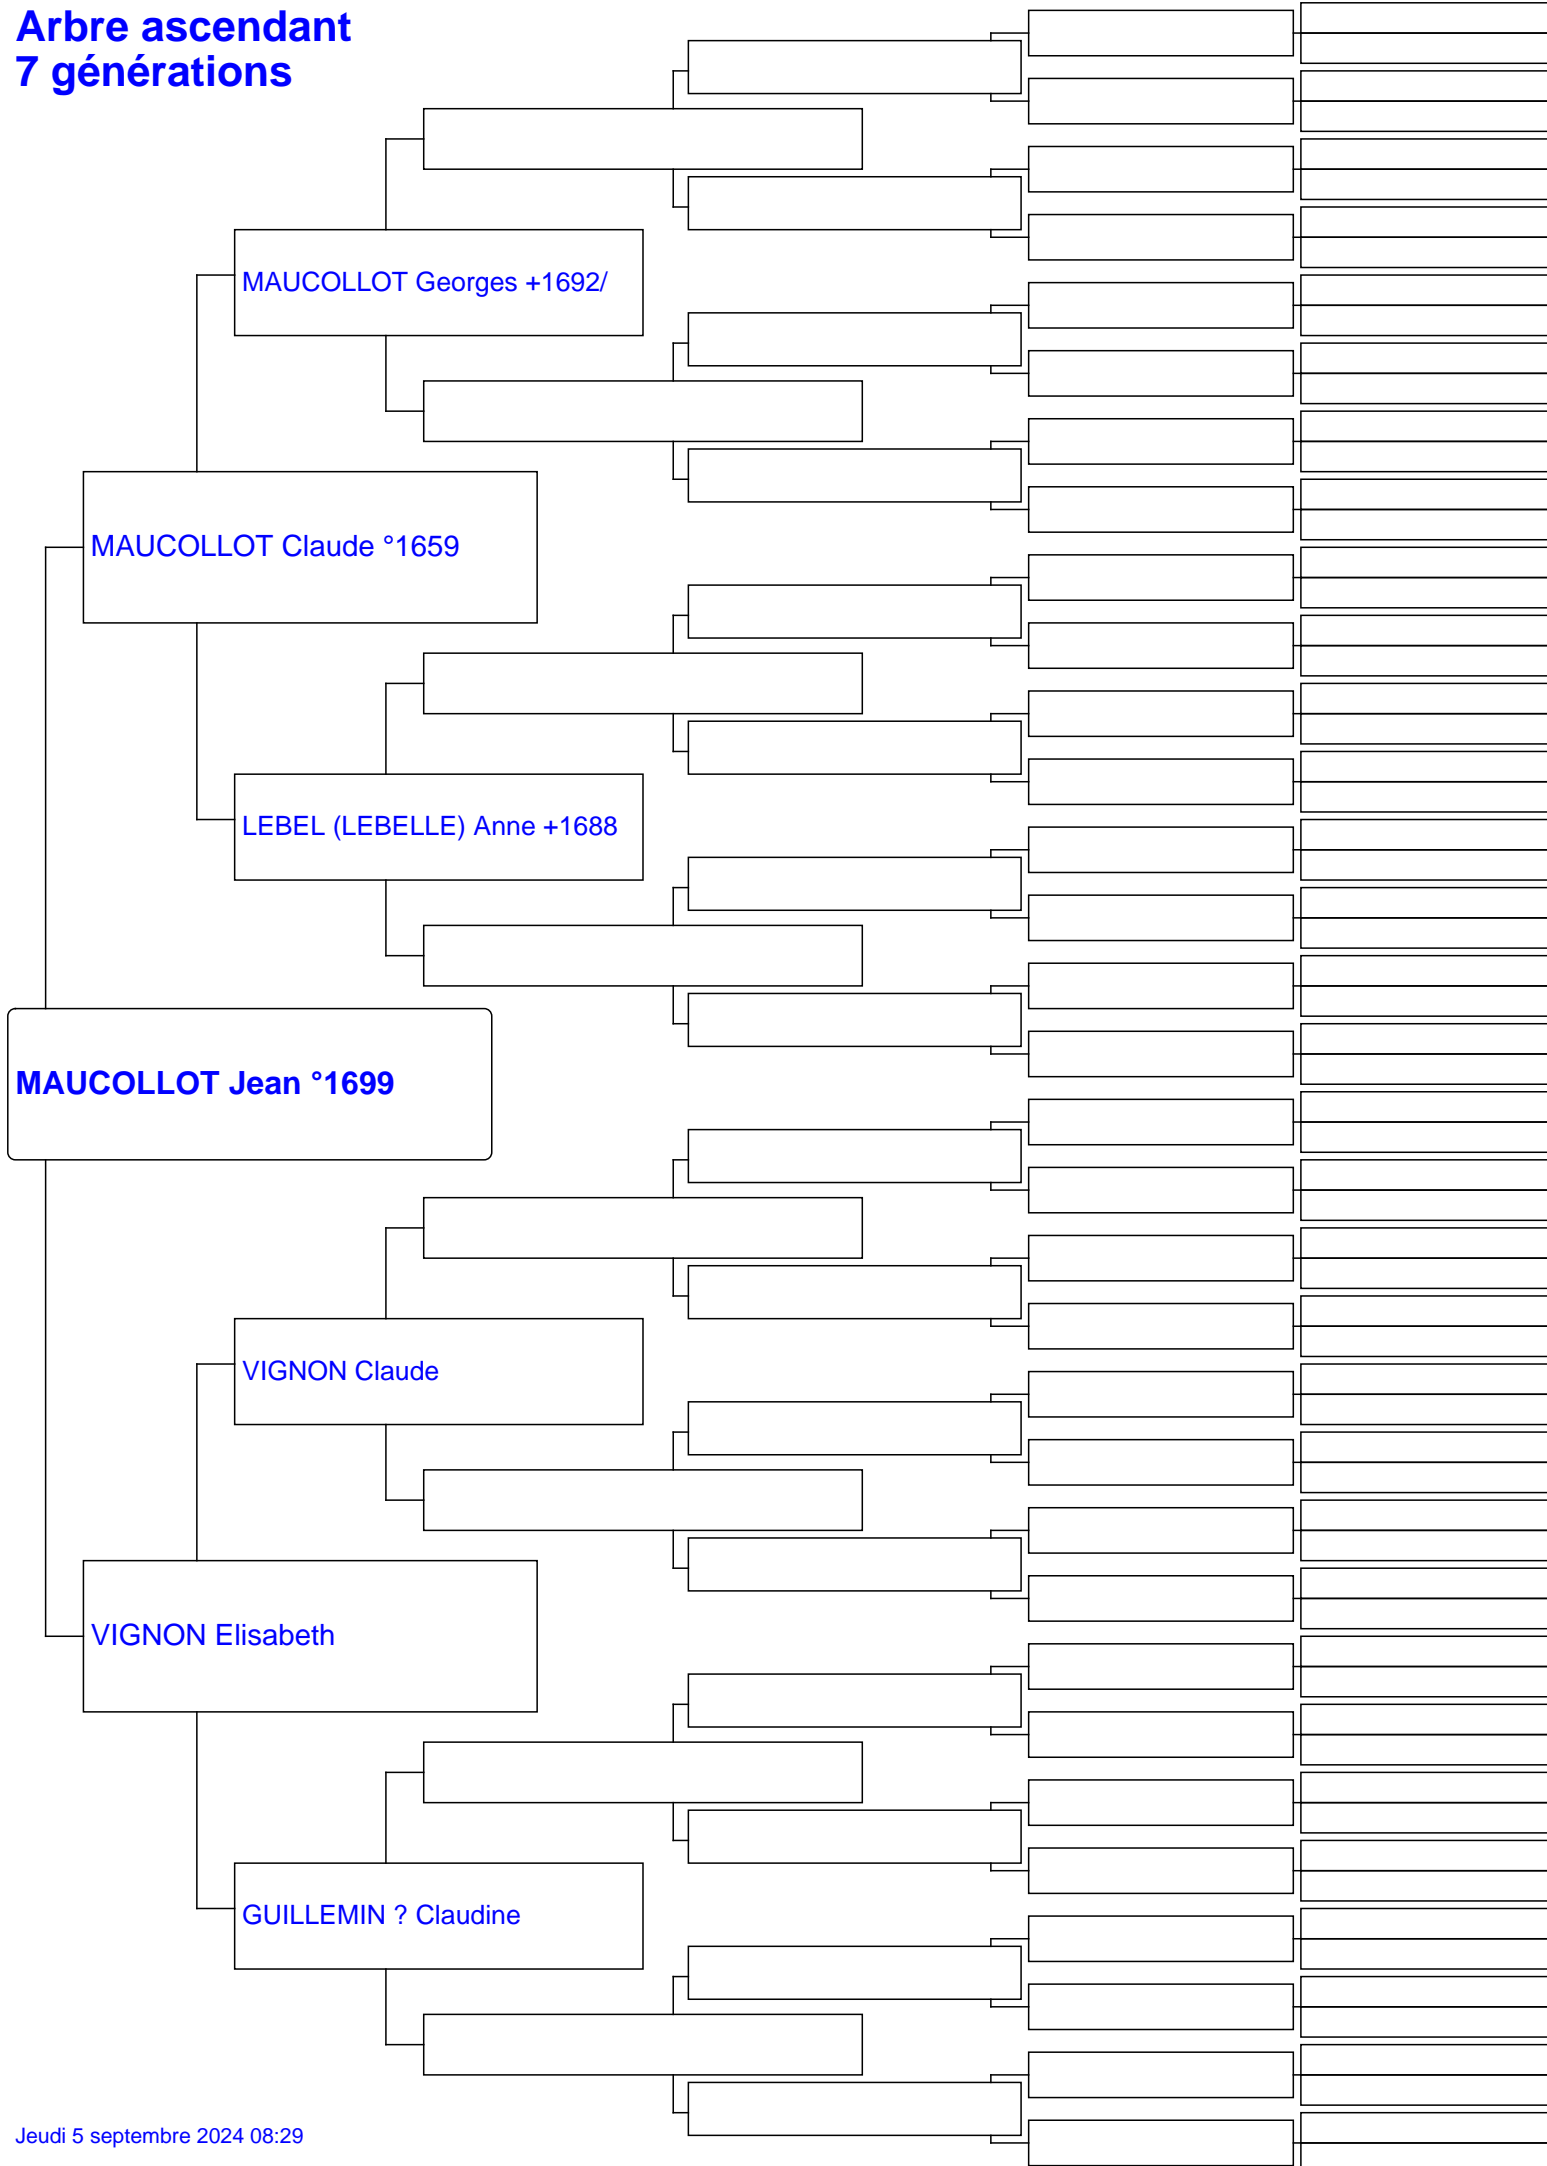 Arbre ascendant
7 générations
MAUCOLLOT Georges +1692/
MAUCOLLOT Claude °1659
LEBEL (LEBELLE) Anne +1688
MAUCOLLOT Jean °1699
VIGNON Claude
VIGNON Elisabeth
GUILLEMIN ? Claudine
Jeudi 5 septembre 2024 08:29